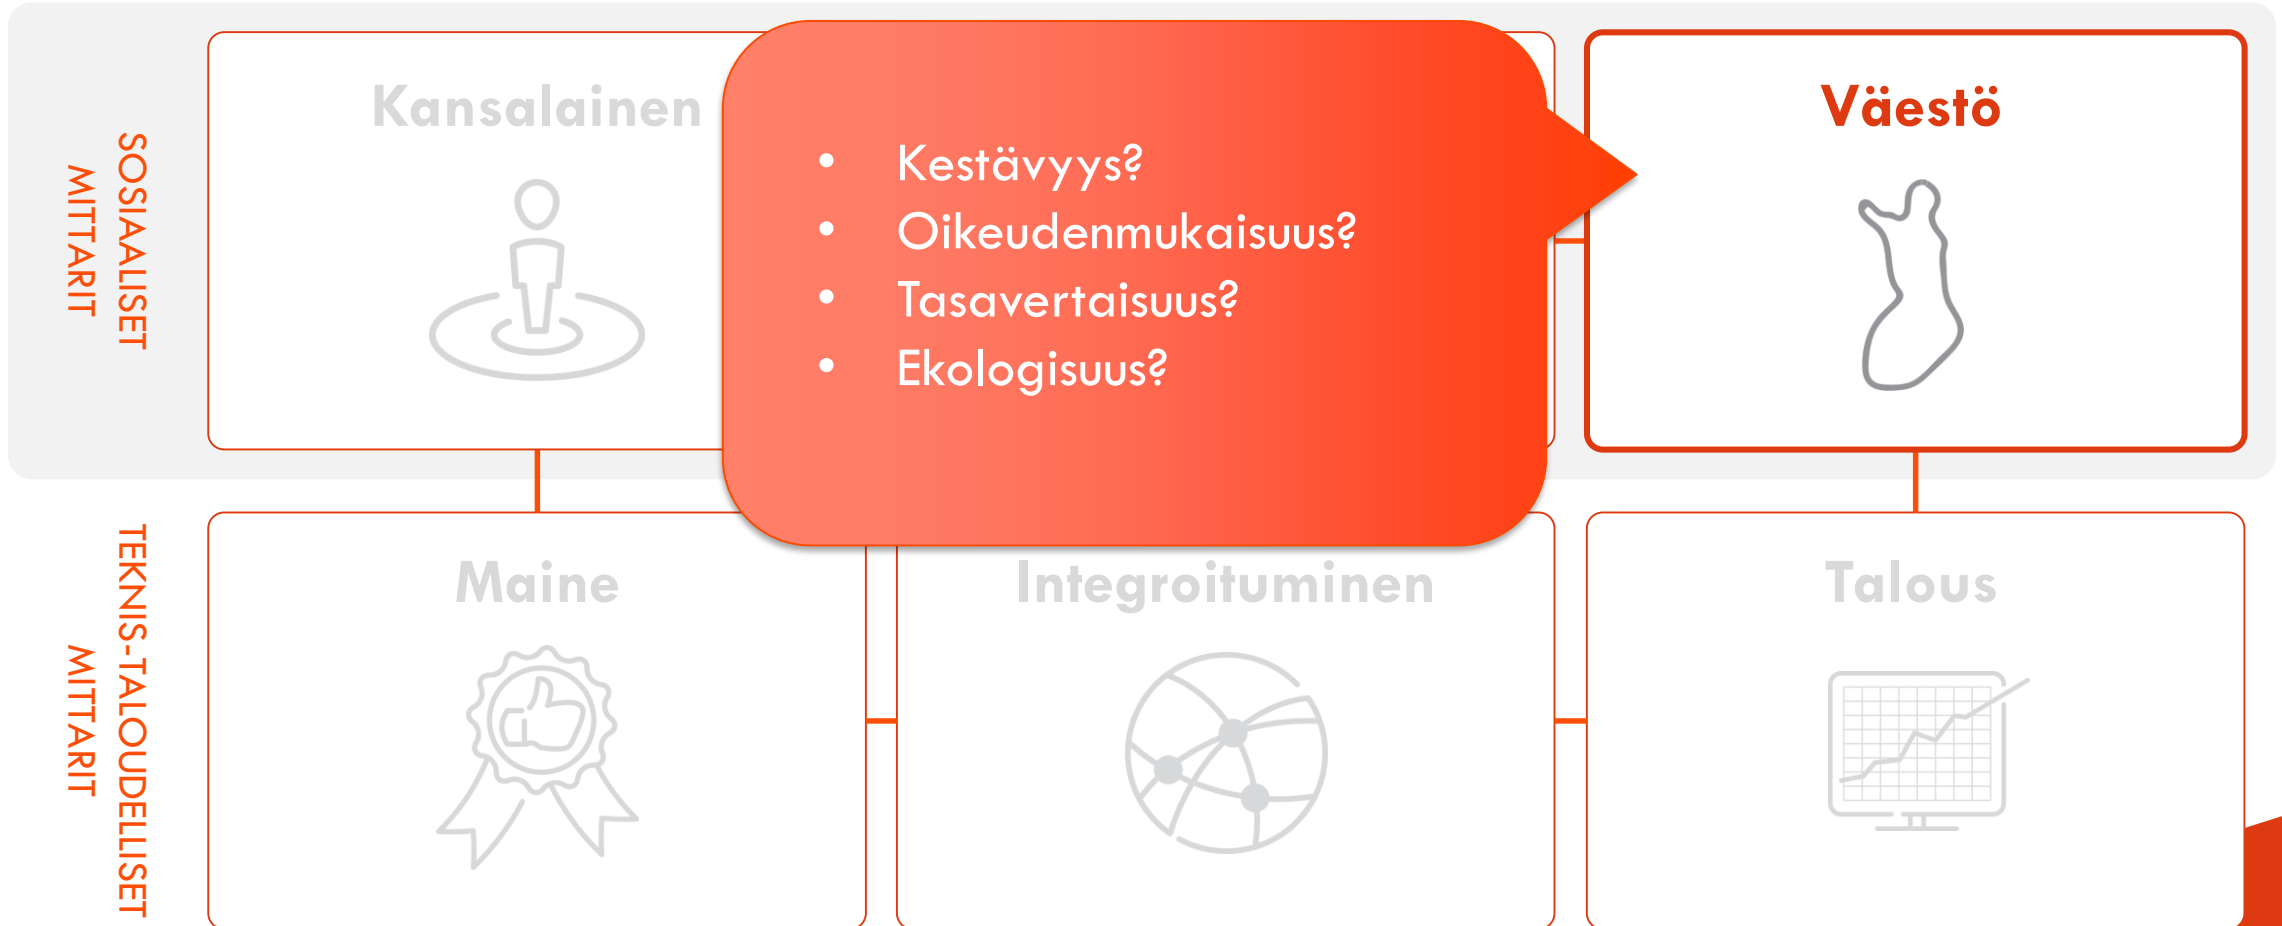 SOSIAALISET
MITTARIT
Kansalainen
• Kestävyys?
• Oikeudenmukaisuus?
• Tasavertaisuus?
• Ekologisuus?
Väestö
TEKNIS-TALOUDELLISET
MITTARIT
Maine
Integroituminen
Talous